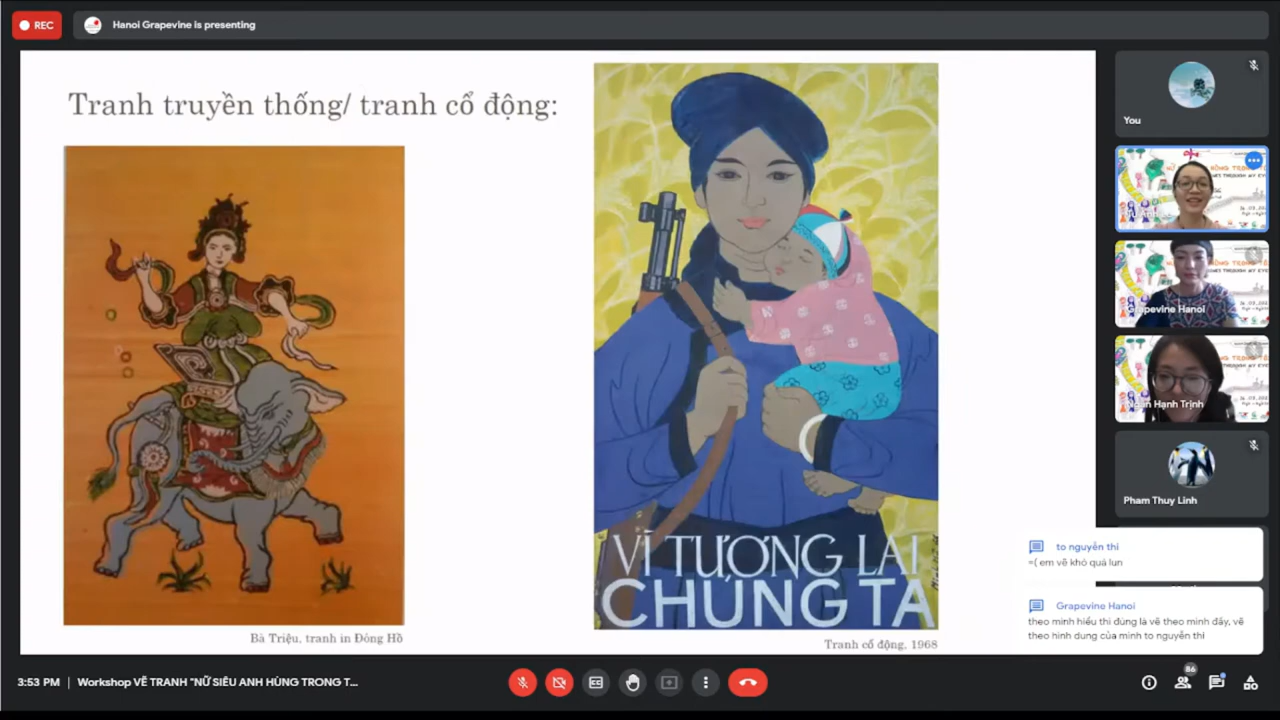 REC
Hanoi Grapevine is presenting
Tranh truyền thống/ tranh cổ động:
VÌ TƯƠNG LAI
CHÚNG TA
Bà Triệu, tranh in Đông Hồ
Tranh cổ động, 1968
You
Grapevine Hanoi
Ngân Hạnh Trịnh
Pham Thuy Linh
to nguyễn thi
=( em vẽ khó quá lun
Grapevine Hanoi
theo mình hiểu thì đúng là vẽ theo mình đấy, vẽ
theo hình dung của mình to nguyễn thi
3:53 PM | Workshop VẼ TRANH "NỮ SIÊU ANH HÙNG TRONG T...
86